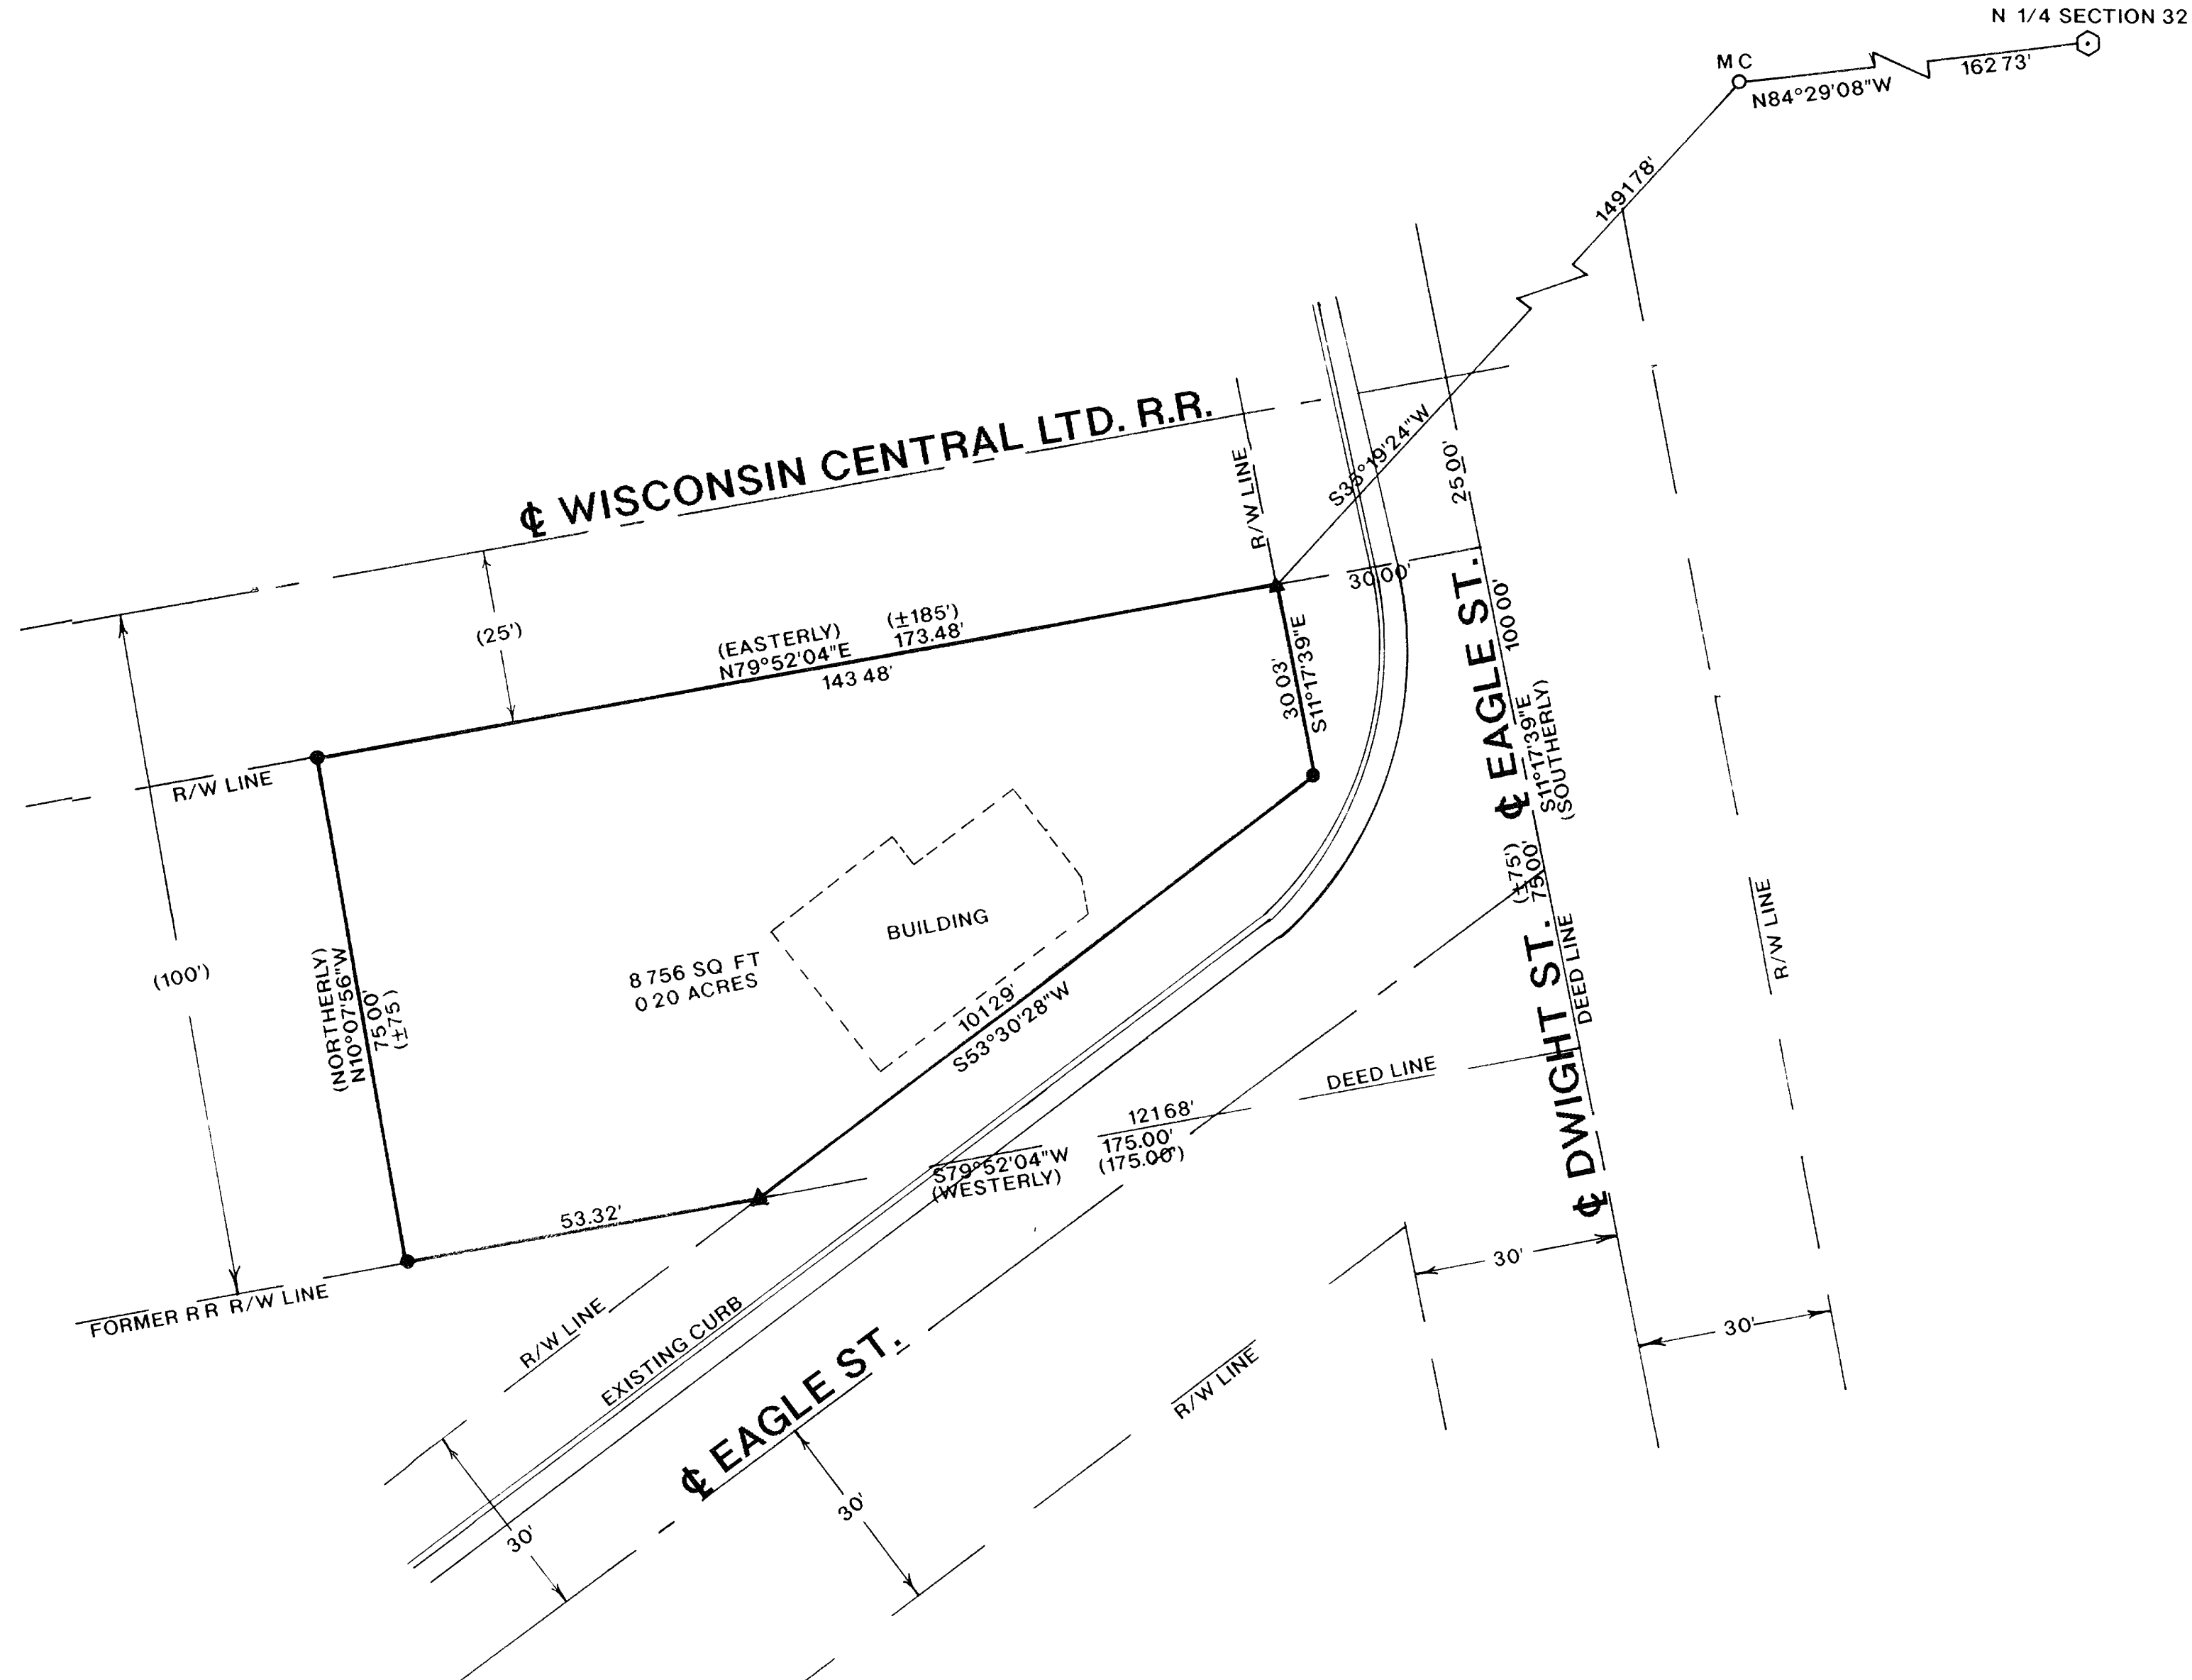 N 1/4 SECTION 32
M C
162 73'
N84°29'08"W
1491 78'
S33°19'24"W
25 00'
℄ WISCONSIN CENTRAL LTD. R.R.
R/W LINE
30 00'
(25')
(EASTERLY) (±185')
N79°52'04"E 173.48'
143 48'
30 03'
S11°17'39"E
100 00'
℄ EAGLE ST.
S11°17'39"E
(SOUTHERLY)
R/W LINE
(±75')
75.00'
BUILDING
8 756 SQ FT
0 20 ACRES
(100')
(NORTHERLY)
N10°07'56"W
75.00'
(±75')
101 29'
S53°30'28"W
DEED LINE
℄ DWIGHT ST.
R/W LINE
DEED LINE
121 68'
175.00'
(175.00')
S79°52'04"W
(WESTERLY)
53.32'
FORMER R R R/W LINE
R/W LINE
EXISTING CURB
℄ EAGLE ST.
R/W LINE
30'
30'
30'
30'